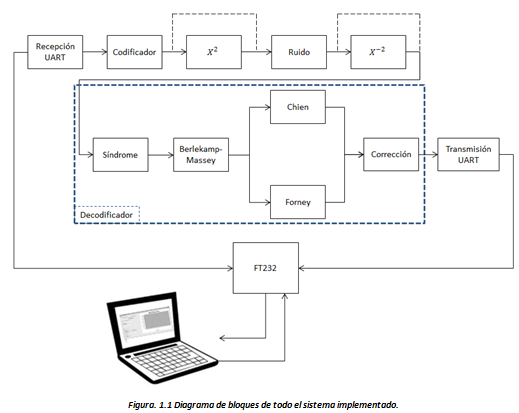 Recepción
UART
Codificador
X²
Ruido
X⁻²
Síndrome
Berlekamp-
Massey
Chien
Forney
Corrección
Transmisión
UART
Decodificador
FT232
Figura. 1.1 Diagrama de bloques de todo el sistema implementado.